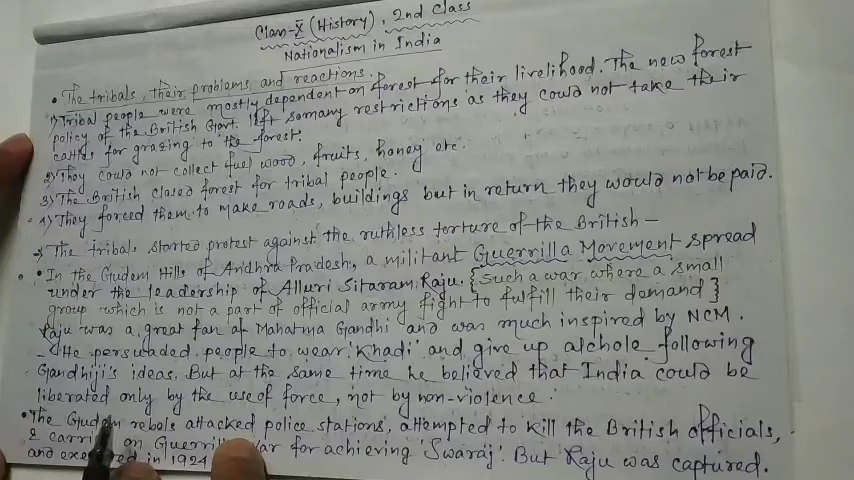 Class-X (History), 2nd Class
Nationalism in India
• The tribals, their problems and reactions.
1) Tribal people were mostly dependent on forest for their livelihood. The new forest
policy of the British Govt. left so many restrictions as they could not take their
cattles for grazing to the forest.
2) They could not collect fuel wood, fruits, honey etc.
3) The British closed forest for tribal people.
4) They forced them to make roads, buildings but in return they would not be paid.
The tribals started protest against the ruthless torture of the British —
• In the Gudem Hills of Andhra Pradesh, a militant Guerrilla Movement spread
under the leadership of Alluri Sitaram Raju. {Such a war where a small
group which is not a part of official army fight to fulfill their demand}
Raju was a great fan of Mahatma Gandhi and was much inspired by NCM.
- He persuaded people to wear 'Khadi' and give up alchole following
Gandhiji's ideas. But at the same time he believed that India could be
liberated only by the use of force, not by non-violence.
• The Gudem rebels attacked police stations, attempted to kill the British officials,
& carri on Guerrill war for achieving 'Swaraj'. But Raju was captured.
and exe ed in 1924